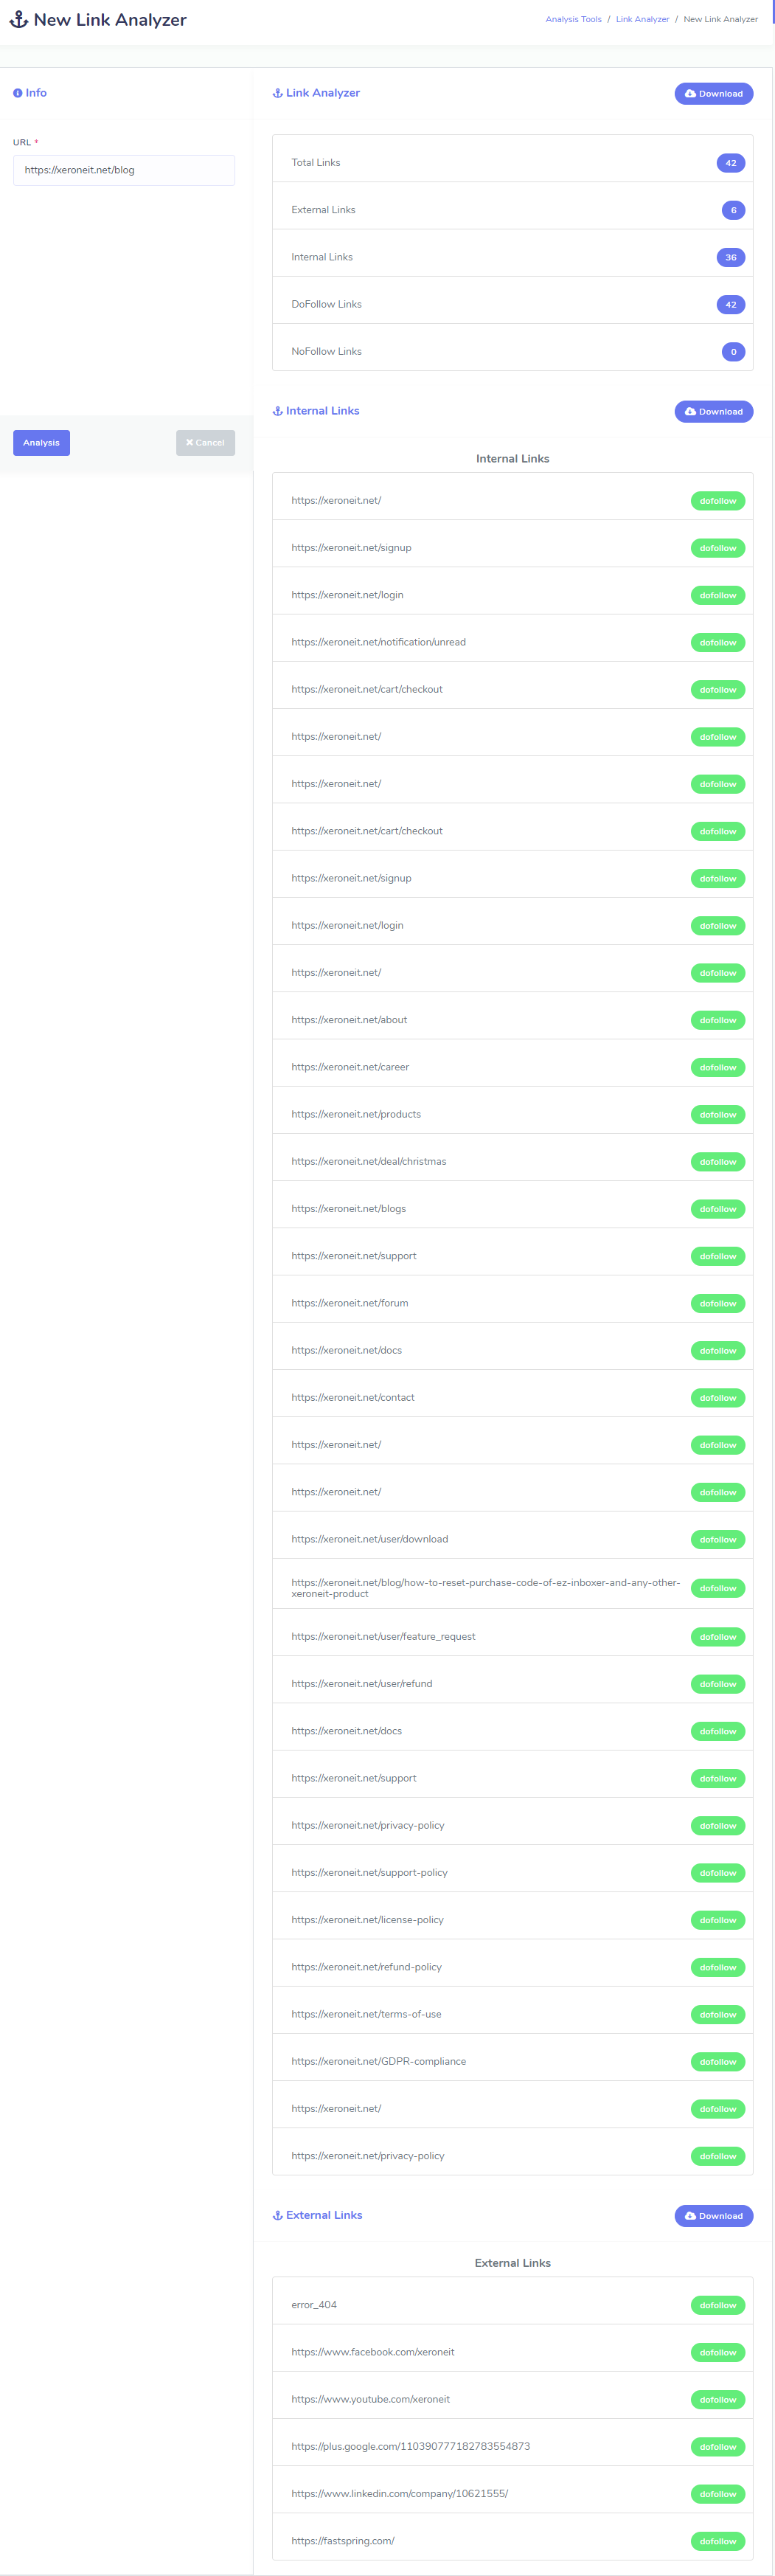 New Link Analyzer
Analysis Tools / Link Analyzer / New Link Analyzer
Info
URL *
https://xeroneit.net/blog
Analysis
Cancel
Link Analyzer
Download
Total Links 42
External Links 6
Internal Links 36
DoFollow Links 42
NoFollow Links 0
Internal Links
Download
Internal Links
https://xeroneit.net/ dofollow
https://xeroneit.net/signup dofollow
https://xeroneit.net/login dofollow
https://xeroneit.net/notification/unread dofollow
https://xeroneit.net/cart/checkout dofollow
https://xeroneit.net/ dofollow
https://xeroneit.net/ dofollow
https://xeroneit.net/cart/checkout dofollow
https://xeroneit.net/signup dofollow
https://xeroneit.net/login dofollow
https://xeroneit.net/ dofollow
https://xeroneit.net/about dofollow
https://xeroneit.net/career dofollow
https://xeroneit.net/products dofollow
https://xeroneit.net/deal/christmas dofollow
https://xeroneit.net/blogs dofollow
https://xeroneit.net/support dofollow
https://xeroneit.net/forum dofollow
https://xeroneit.net/docs dofollow
https://xeroneit.net/contact dofollow
https://xeroneit.net/ dofollow
https://xeroneit.net/ dofollow
https://xeroneit.net/user/download dofollow
https://xeroneit.net/blog/how-to-reset-purchase-code-of-ez-inboxer-and-any-other-
xeroneit-product dofollow
https://xeroneit.net/user/feature_request dofollow
https://xeroneit.net/user/refund dofollow
https://xeroneit.net/docs dofollow
https://xeroneit.net/support dofollow
https://xeroneit.net/privacy-policy dofollow
https://xeroneit.net/support-policy dofollow
https://xeroneit.net/license-policy dofollow
https://xeroneit.net/refund-policy dofollow
https://xeroneit.net/terms-of-use dofollow
https://xeroneit.net/GDPR-compliance dofollow
https://xeroneit.net/ dofollow
https://xeroneit.net/privacy-policy dofollow
External Links
Download
External Links
error_404 dofollow
https://www.facebook.com/xeroneit dofollow
https://www.youtube.com/xeroneit dofollow
https://plus.google.com/110390777182783554873 dofollow
https://www.linkedin.com/company/10621555/ dofollow
https://fastspring.com/ dofollow